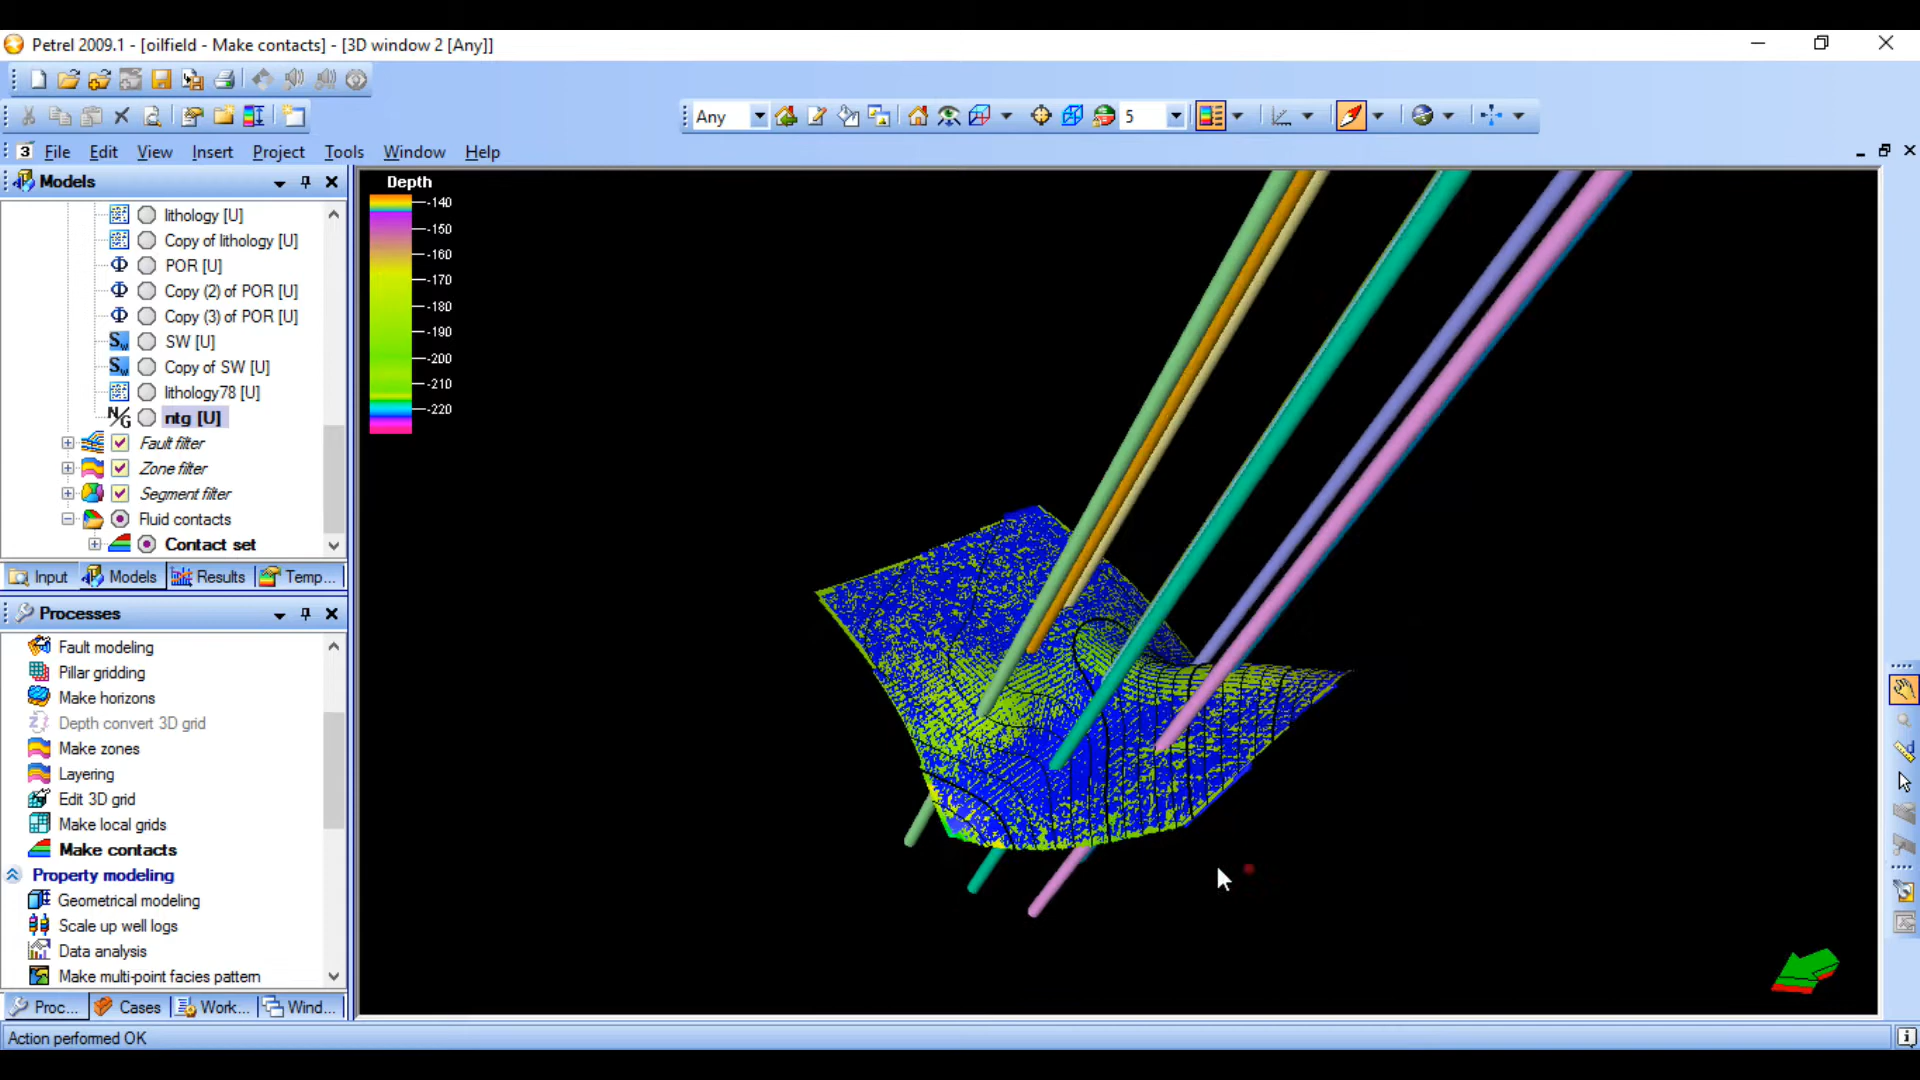 Petrel 2009.1 - [oilfield - Make contacts] - [3D window 2 [Any]]
Any
5
3 File Edit View Insert Project Tools Window Help
Models
lithology [U]
Copy of lithology [U]
Φ POR [U]
Φ Copy (2) of POR [U]
Φ Copy (3) of POR [U]
Sw SW [U]
Sw Copy of SW [U]
lithology78 [U]
N/G ntg [U]
Fault filter
Zone filter
Segment filter
Fluid contacts
Contact set
Input Models Results Temp...
Processes
Fault modeling
Pillar gridding
Make horizons
Depth convert 3D grid
Make zones
Layering
Edit 3D grid
Make local grids
Make contacts
Property modeling
Geometrical modeling
Scale up well logs
Data analysis
Make multi-point facies pattern
Proc... Cases Work... Wind...
Action performed OK
Depth
-140
-150
-160
-170
-180
-190
-200
-210
-220